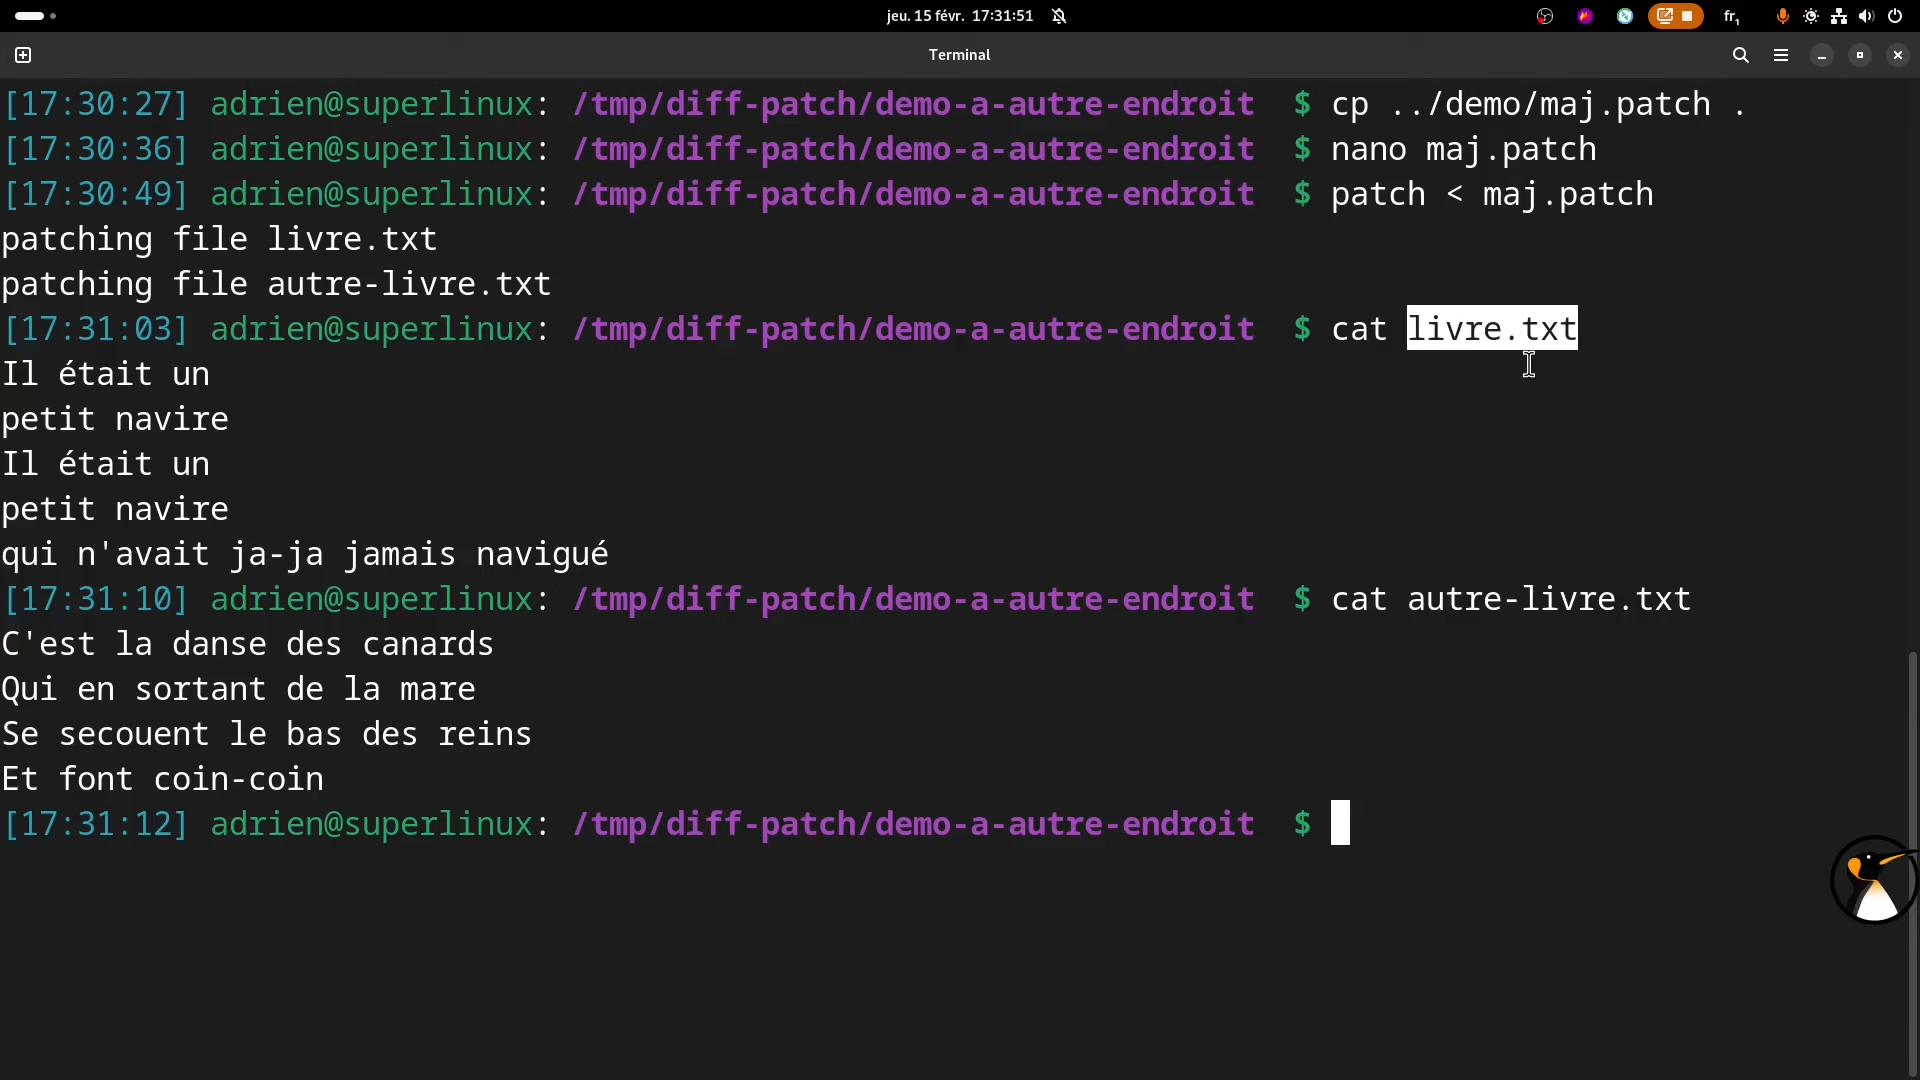 jeu. 15 févr. 17:31:51
fr₁
Terminal
[17:30:27] adrien@superlinux: /tmp/diff-patch/demo-a-autre-endroit $ cp ../demo/maj.patch .
[17:30:36] adrien@superlinux: /tmp/diff-patch/demo-a-autre-endroit $ nano maj.patch
[17:30:49] adrien@superlinux: /tmp/diff-patch/demo-a-autre-endroit $ patch < maj.patch
patching file livre.txt
patching file autre-livre.txt
[17:31:03] adrien@superlinux: /tmp/diff-patch/demo-a-autre-endroit $ cat livre.txt
Il était un
petit navire
Il était un
petit navire
qui n'avait ja-ja jamais navigué
[17:31:10] adrien@superlinux: /tmp/diff-patch/demo-a-autre-endroit $ cat autre-livre.txt
C'est la danse des canards
Qui en sortant de la mare
Se secouent le bas des reins
Et font coin-coin
[17:31:12] adrien@superlinux: /tmp/diff-patch/demo-a-autre-endroit $